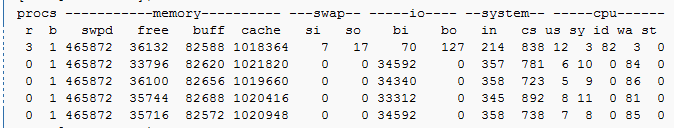 procs -----------memory---------- ---swap-- -----io---- --system-- -----cpu------
r b swpd free buff cache si so bi bo in cs us sy id wa st
3 1 465872 36132 82588 1018364 7 17 70 127 214 838 12 3 82 3 0
0 1 465872 33796 82620 1021820 0 0 34592 0 357 781 6 10 0 84 0
0 1 465872 36100 82656 1019660 0 0 34340 0 358 723 5 9 0 86 0
0 1 465872 35744 82688 1020416 0 0 33312 0 345 892 8 11 0 81 0
0 1 465872 35716 82572 1020948 0 0 34592 0 358 738 7 8 0 85 0